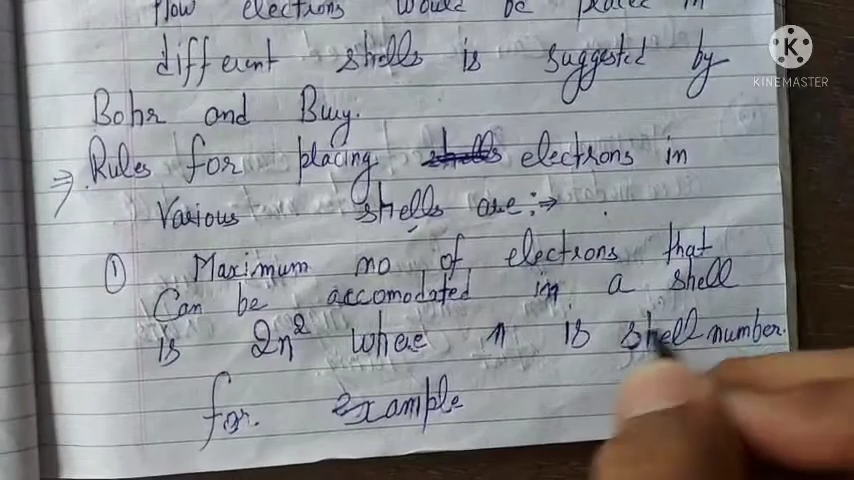 How electrons would be placed in
different shells is suggested by
Bohr and Bury.
⇒ Rules for placing electrons in
Various shells are:→
① Maximum no of electrons that
Can be accomodated in a shell
is 2n² where n is shell number.
for example
K
KINEMASTER